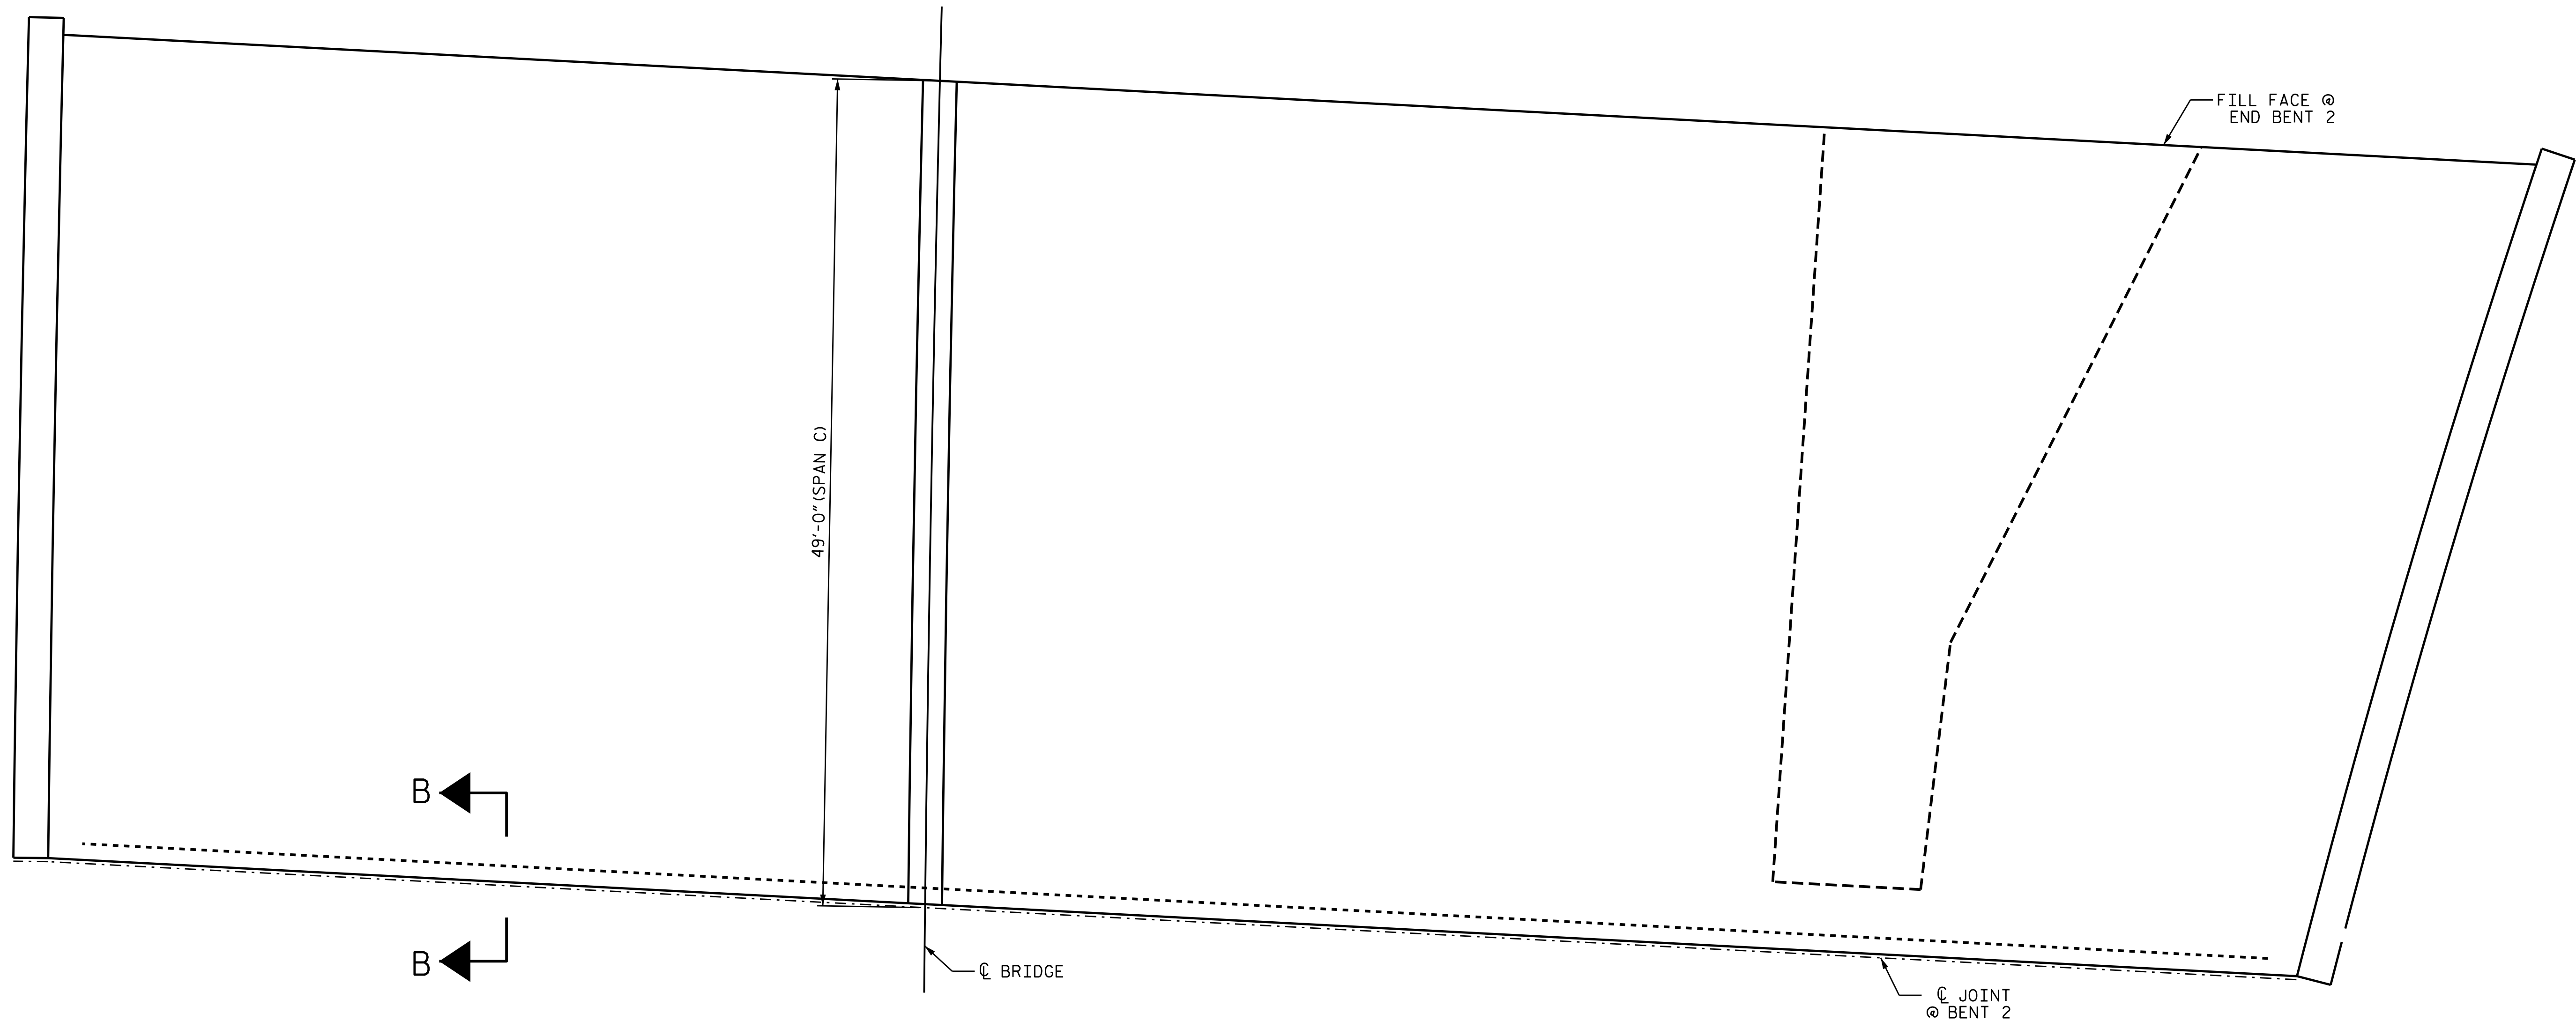 FILL FACE @
END BENT 2
49'-0" (SPAN C)
B
B
℄ BRIDGE
℄ JOINT
@ BENT 2